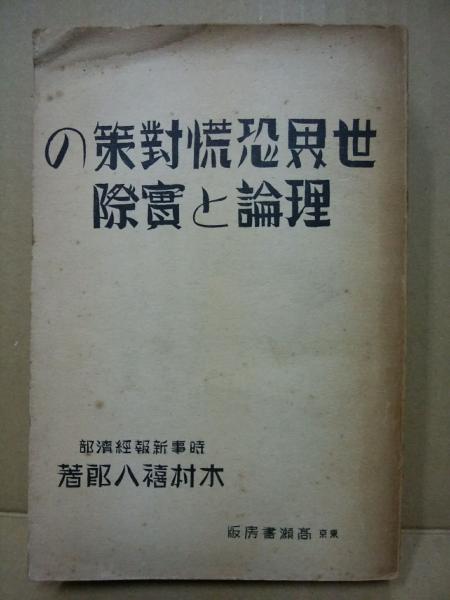 世界恐慌對策の
理論と實際
時事新報經濟部
木村禧八郎著
東京 高瀬書房版